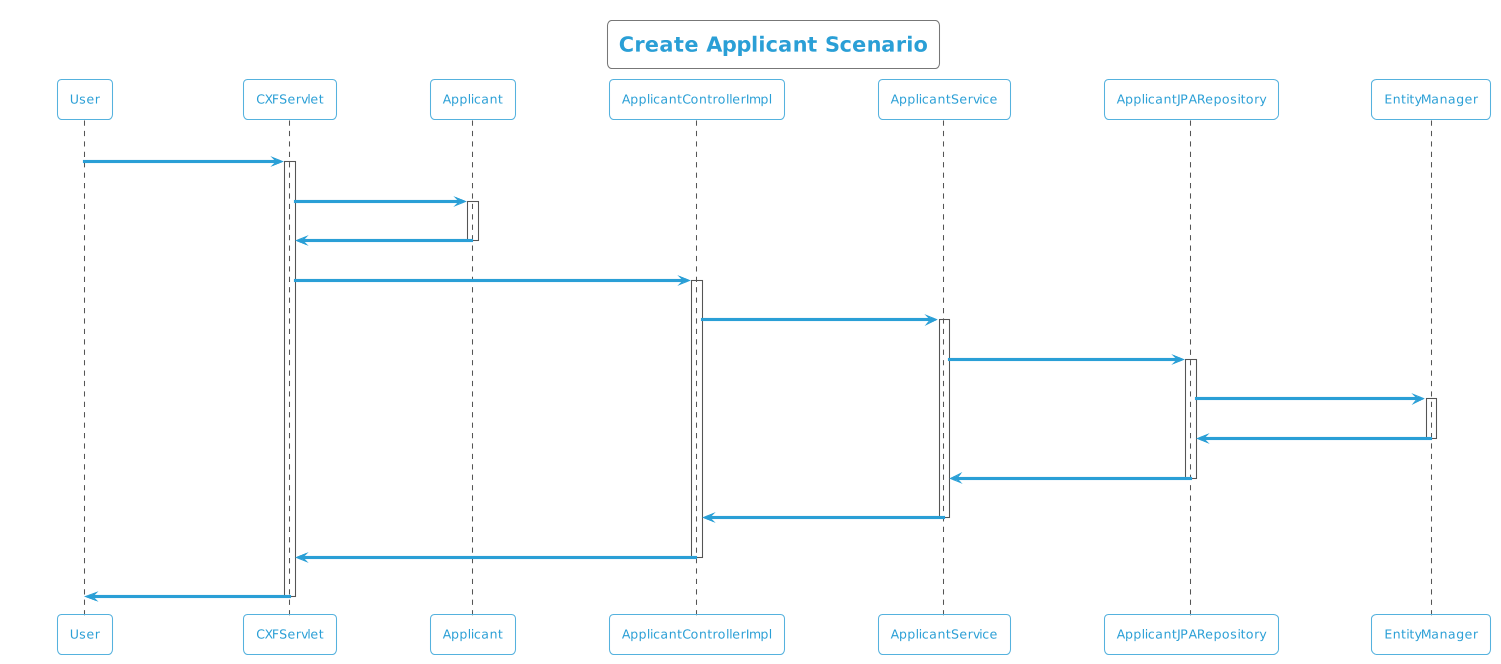 Create Applicant Scenario
User
CXFServlet
Applicant
ApplicantControllerImpl
ApplicantService
ApplicantJPARepository
EntityManager
User
CXFServlet
Applicant
ApplicantControllerImpl
ApplicantService
ApplicantJPARepository
EntityManager